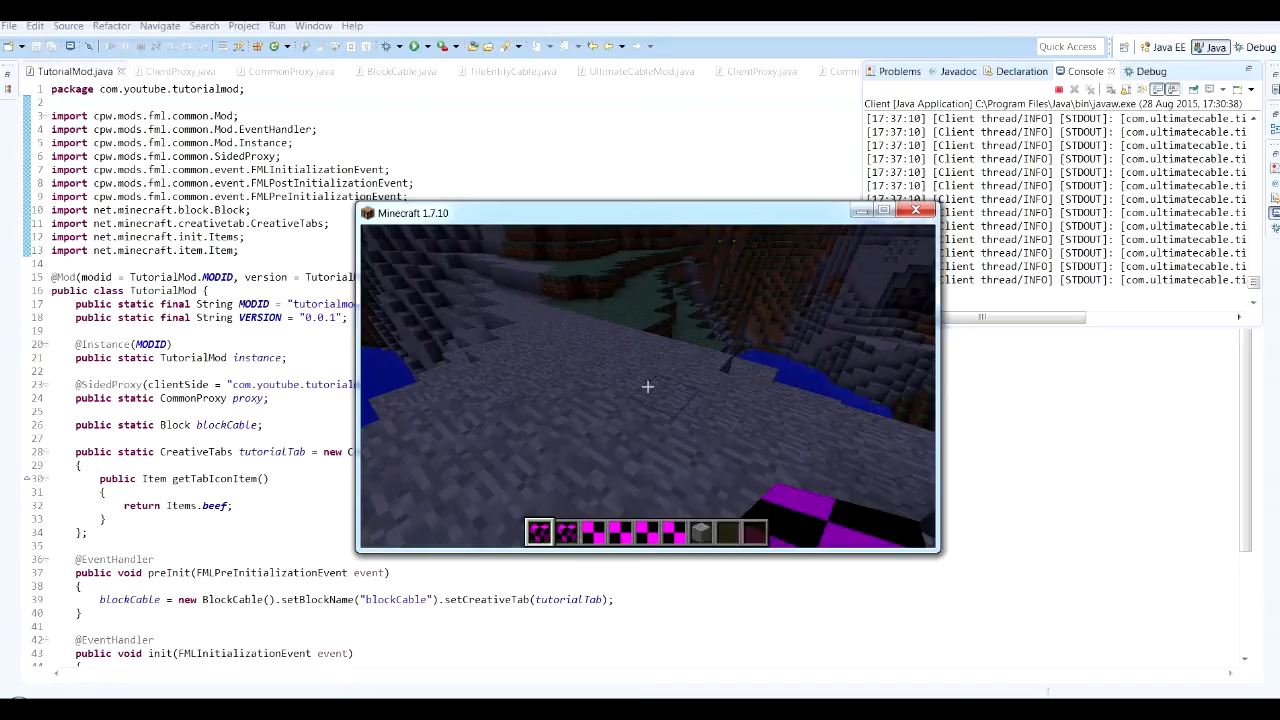 File Edit Source Refactor Navigate Search Project Run Window Help
Quick Access Java EE Java Debug
TutorialMod.java ClientProxy.java CommonProxy.java BlockCable.java TileEntityCable.java UltimateCableMod.java ClientProxy.java Comm
Problems Javadoc Declaration Console Debug
Client [Java Application] C:\Program Files\Java\bin\javaw.exe (28 Aug 2015, 17:30:38)
[17:37:10] [Client thread/INFO] [STDOUT]: [com.ultimatecable.ti
[17:37:10] [Client thread/INFO] [STDOUT]: [com.ultimatecable.ti
[17:37:10] [Client thread/INFO] [STDOUT]: [com.ultimatecable.ti
[17:37:10] [Client thread/INFO] [STDOUT]: [com.ultimatecable.ti
[17:37:10] [Client thread/INFO] [STDOUT]: [com.ultimatecable.ti
[17:37:10] [Client thread/INFO] [STDOUT]: [com.ultimatecable.ti
Client thread/INFO] [STDOUT]: [com.ultimatecable.ti
Client thread/INFO] [STDOUT]: [com.ultimatecable.ti
Client thread/INFO] [STDOUT]: [com.ultimatecable.ti
Client thread/INFO] [STDOUT]: [com.ultimatecable.ti
Client thread/INFO] [STDOUT]: [com.ultimatecable.ti
Client thread/INFO] [STDOUT]: [com.ultimatecable.ti
Client thread/INFO] [STDOUT]: [com.ultimatecable.ti
1 package com.youtube.tutorialmod;
2
3 import cpw.mods.fml.common.Mod;
4 import cpw.mods.fml.common.Mod.EventHandler;
5 import cpw.mods.fml.common.Mod.Instance;
6 import cpw.mods.fml.common.SidedProxy;
7 import cpw.mods.fml.common.event.FMLInitializationEvent;
8 import cpw.mods.fml.common.event.FMLPostInitializationEvent;
9 import cpw.mods.fml.common.event.FMLPreInitializationEvent;
10 import net.minecraft.block.Block;
11 import net.minecraft.creativetab.CreativeTabs;
12 import net.minecraft.init.Items;
13 import net.minecraft.item.Item;
14
15 @Mod(modid = TutorialMod.MODID, version = Tutorial
16 public class TutorialMod {
17 public static final String MODID = "tutorialmo
18 public static final String VERSION = "0.0.1";
19
20 @Instance(MODID)
21 public static TutorialMod instance;
22
23 @SidedProxy(clientSide = "com.youtube.tutorial
24 public static CommonProxy proxy;
25
26 public static Block blockCable;
27
28 public static CreativeTabs tutorialTab = new C
29 {
30 public Item getTabIconItem()
31 {
32 return Items.beef;
33 }
34 };
35
36 @EventHandler
37 public void preInit(FMLPreInitializationEvent event)
38 {
39 blockCable = new BlockCable().setBlockName("blockCable").setCreativeTab(tutorialTab);
40 }
41
42 @EventHandler
43 public void init(FMLInitializationEvent event)
44 {
Minecraft 1.7.10